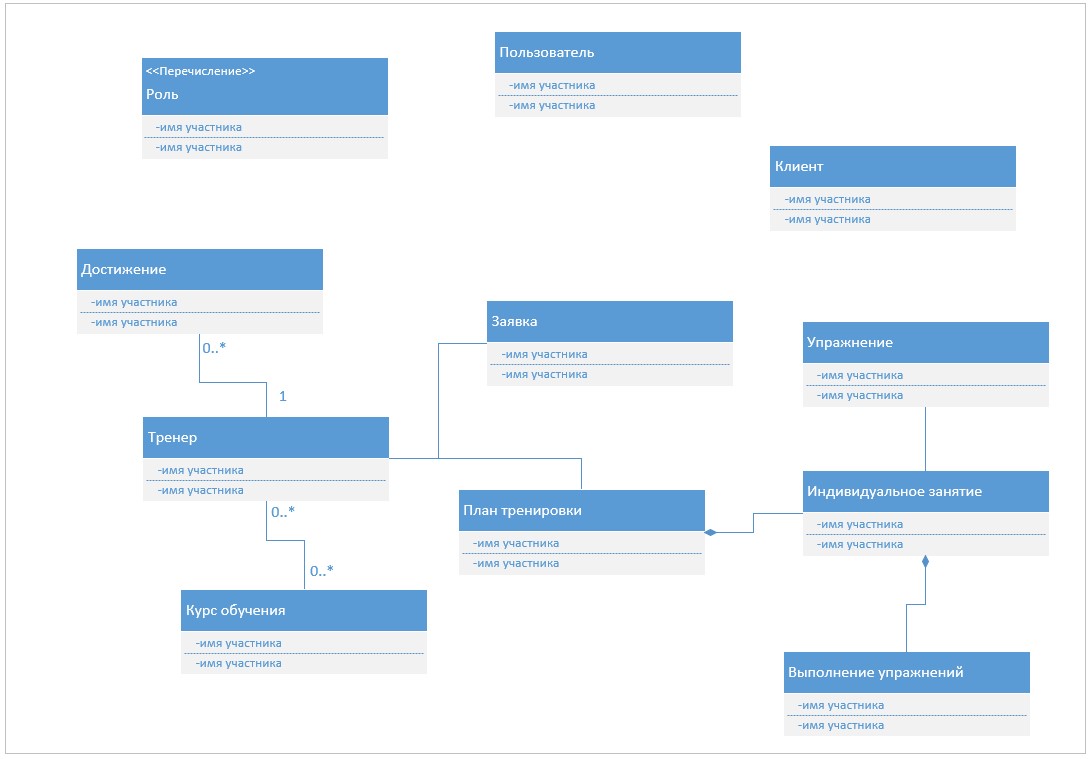 <<Перечисление>>
Роль
-имя участника
-имя участника
Пользователь
-имя участника
-имя участника
Клиент
-имя участника
-имя участника
Достижение
-имя участника
-имя участника
0..*
1
Заявка
-имя участника
-имя участника
Упражнение
-имя участника
-имя участника
Тренер
-имя участника
-имя участника
0..*
0..*
План тренировки
-имя участника
-имя участника
Индивидуальное занятие
-имя участника
-имя участника
Курс обучения
-имя участника
-имя участника
Выполнение упражнений
-имя участника
-имя участника